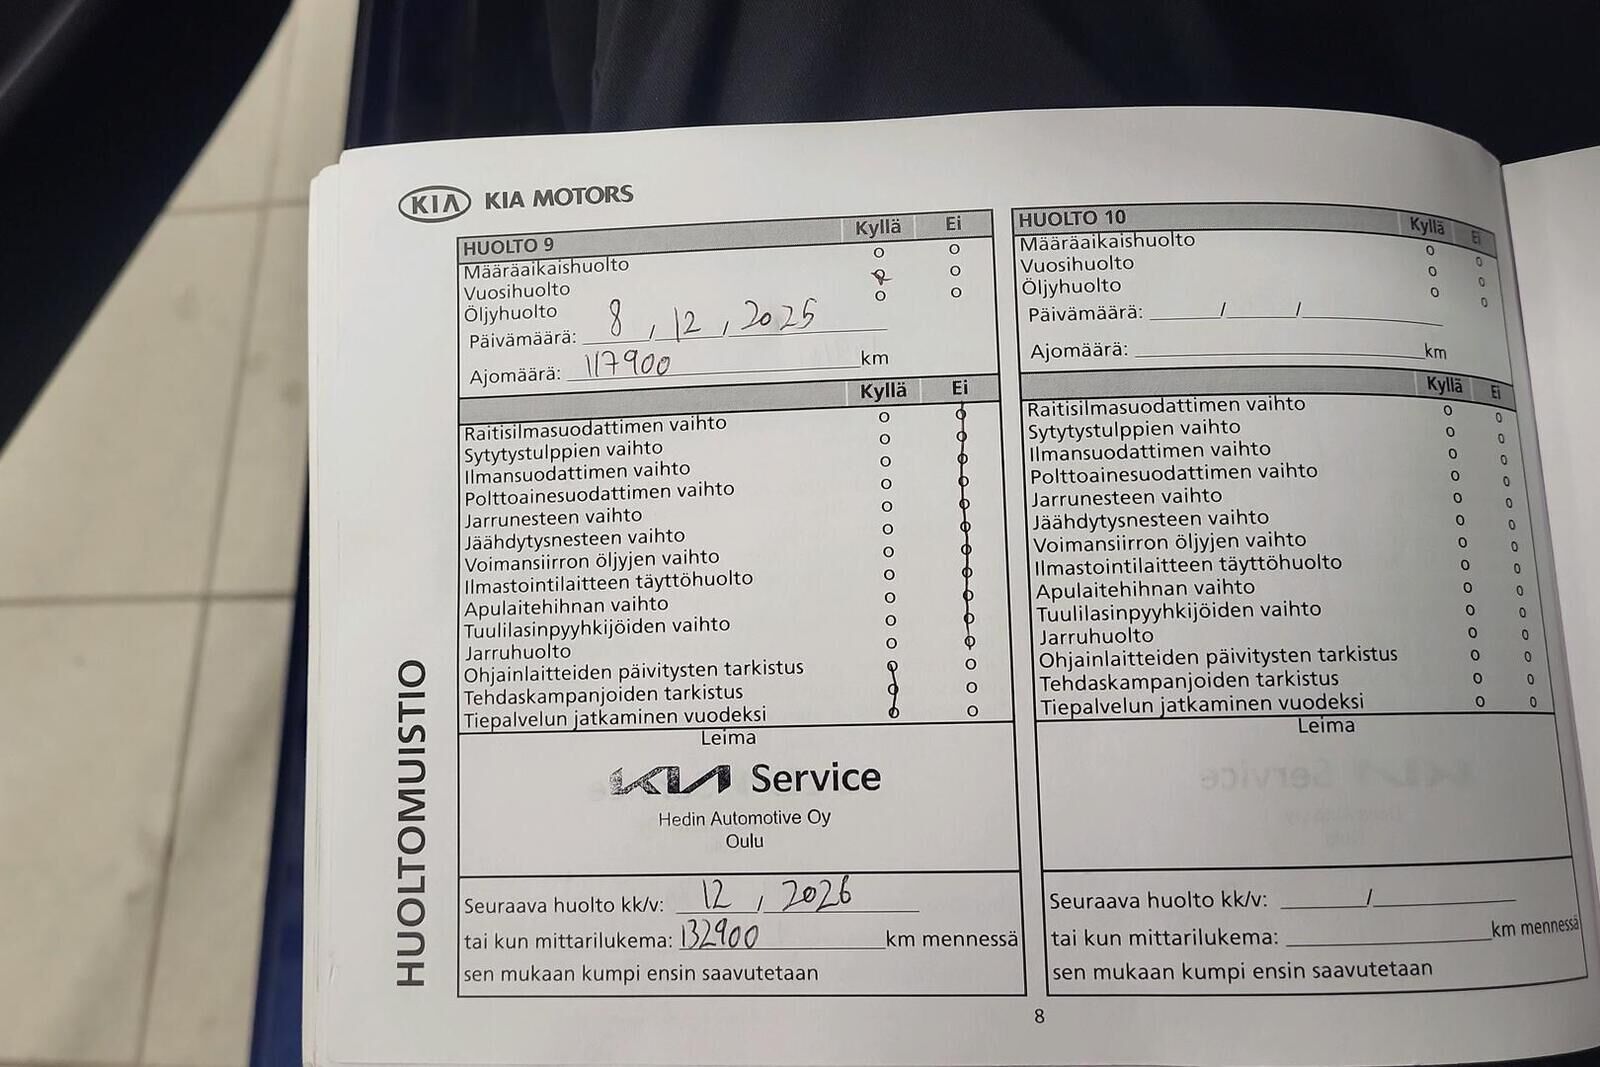 KIA KIA MOTORS
HUOLTOMUISTIO
HUOLTO 9 Kyllä Ei
Määräaikaishuolto o o
Vuosihuolto o o
Öljyhuolto o o
Päivämäärä: 8 , 12 , 2025
Ajomäärä: 117900 km
Kyllä Ei
Raitisilmasuodattimen vaihto o o
Sytytystulppien vaihto o o
Ilmansuodattimen vaihto o o
Polttoainesuodattimen vaihto o o
Jarrunesteen vaihto o o
Jäähdytysnesteen vaihto o o
Voimansiirron öljyjen vaihto o o
Ilmastointilaitteen täyttöhuolto o o
Apulaitehihnan vaihto o o
Tuulilasinpyyhkijöiden vaihto o o
Jarruhuolto o o
Ohjainlaitteiden päivitysten tarkistus o o
Tehdaskampanjoiden tarkistus o o
Tiepalvelun jatkaminen vuodeksi o o
Leima
KIA Service
Hedin Automotive Oy
Oulu
Seuraava huolto kk/v: 12 , 2026
tai kun mittarilukema: 132900 km mennessä
sen mukaan kumpi ensin saavutetaan
HUOLTO 10 Kyllä Ei
Määräaikaishuolto o o
Vuosihuolto o o
Öljyhuolto o o
Päivämäärä: / /
Ajomäärä: km
Kyllä Ei
Raitisilmasuodattimen vaihto o o
Sytytystulppien vaihto o o
Ilmansuodattimen vaihto o o
Polttoainesuodattimen vaihto o o
Jarrunesteen vaihto o o
Jäähdytysnesteen vaihto o o
Voimansiirron öljyjen vaihto o o
Ilmastointilaitteen täyttöhuolto o o
Apulaitehihnan vaihto o o
Tuulilasinpyyhkijöiden vaihto o o
Jarruhuolto o o
Ohjainlaitteiden päivitysten tarkistus o o
Tehdaskampanjoiden tarkistus o o
Tiepalvelun jatkaminen vuodeksi o o
Leima
Seuraava huolto kk/v: /
tai kun mittarilukema: km mennessä
sen mukaan kumpi ensin saavutetaan
8